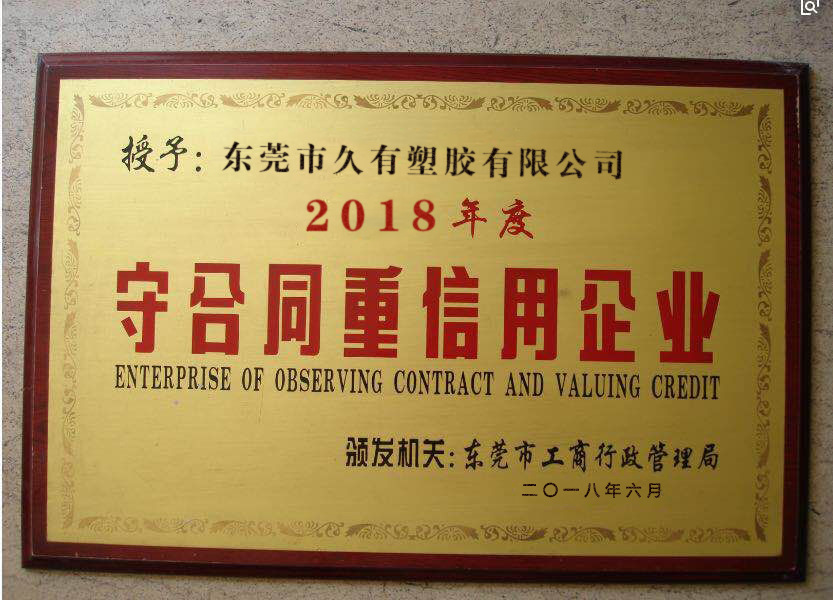 授予：东莞市久有塑胶有限公司
2018年度
守合同重信用企业
ENTERPRISE OF OBSERVING CONTRACT AND VALUING CREDIT
颁发机关：东莞市工商行政管理局
二〇一八年六月